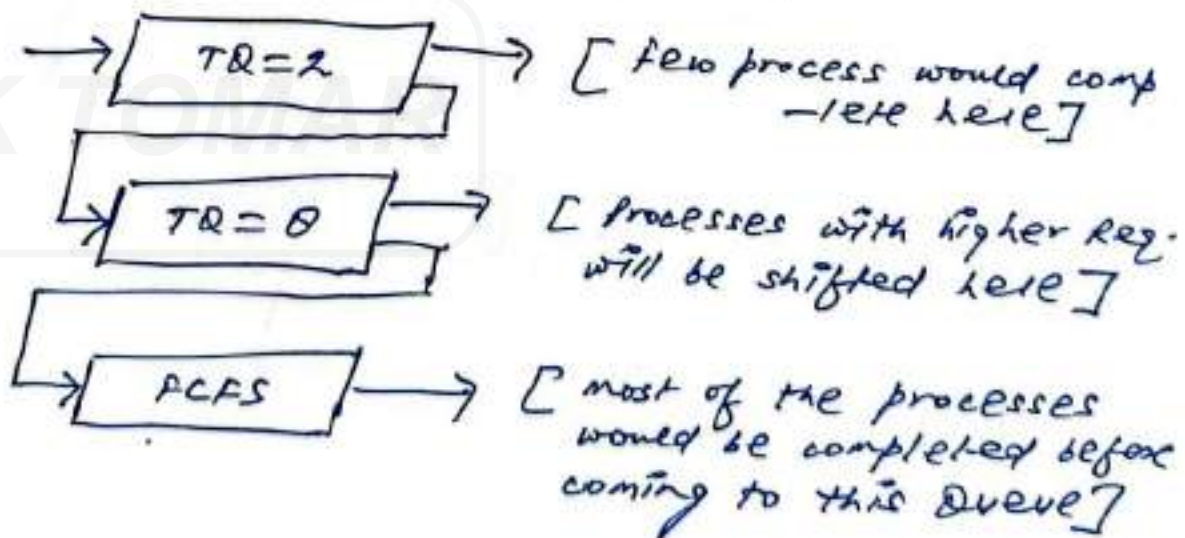 TQ=2
[ few process would comp
-lete here]
TQ = 8
[ Processes with higher req.
will be shifted here]
FCFS
[ most of the processes
would be completed before
coming to this Queue]
K TOMAR